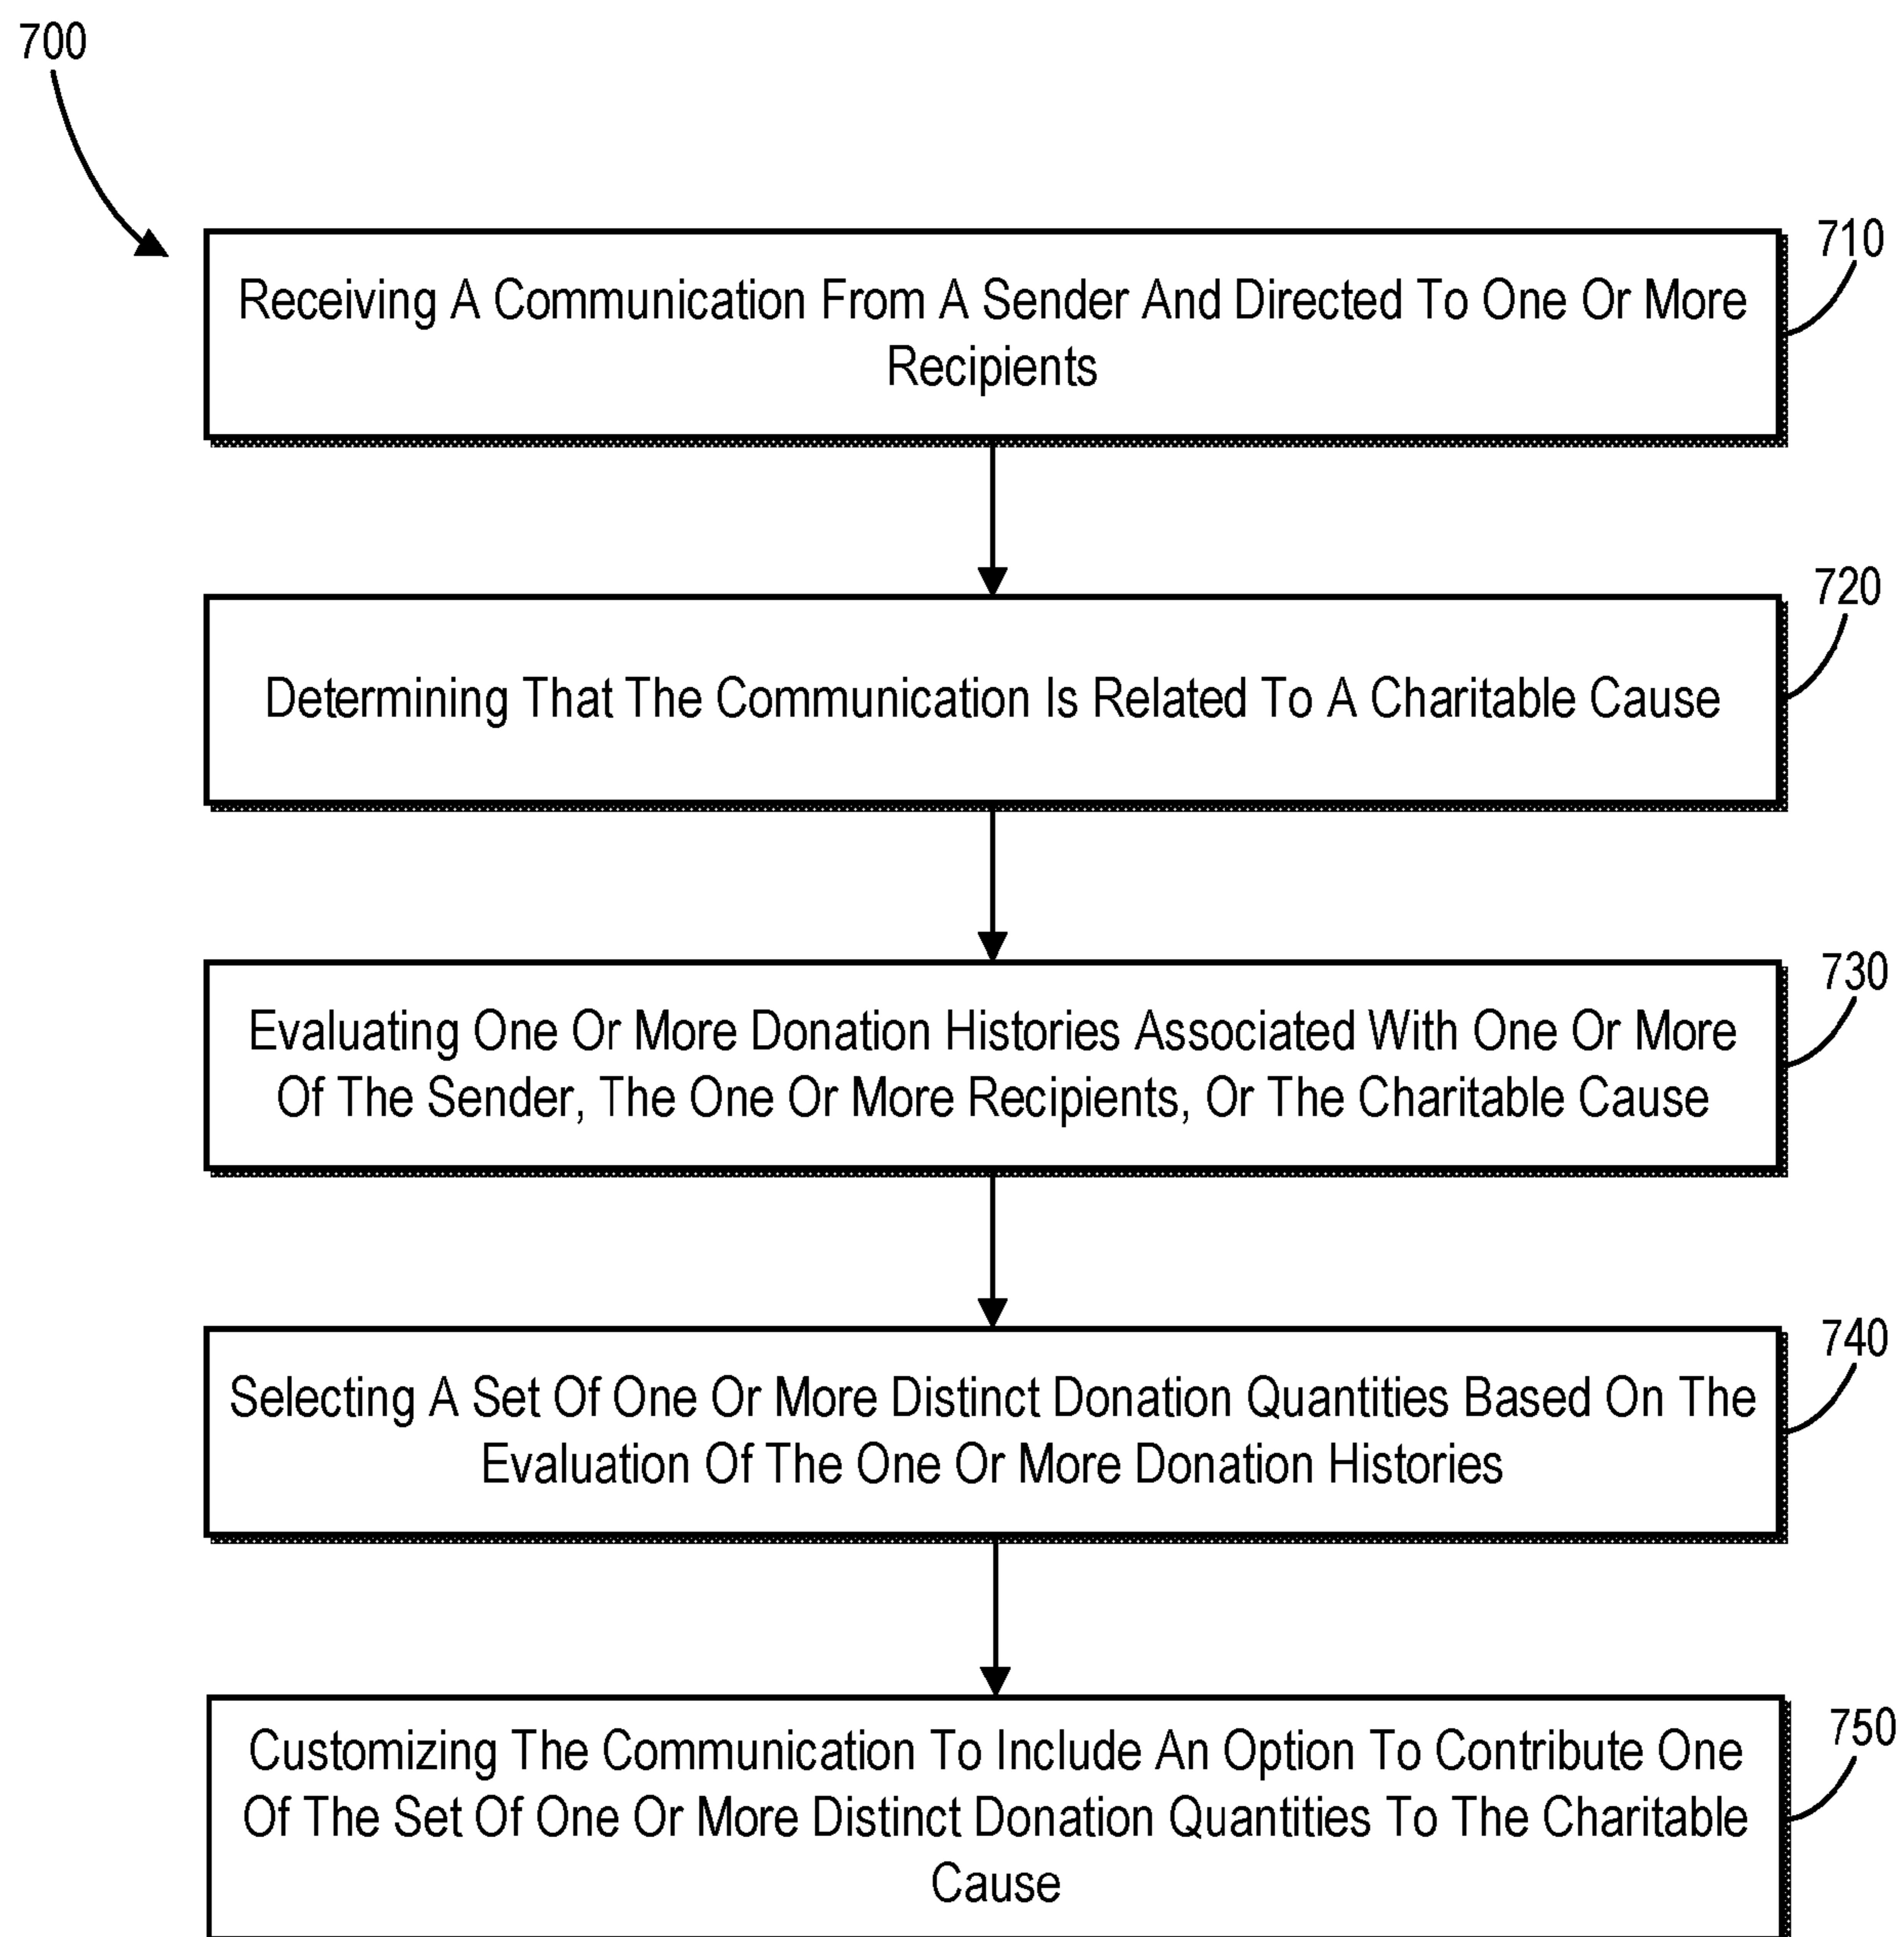 700
710
Receiving A Communication From A Sender And Directed To One Or More
Recipients
720
Determining That The Communication Is Related To A Charitable Cause
730
Evaluating One Or More Donation Histories Associated With One Or More
Of The Sender, The One Or More Recipients, Or The Charitable Cause
740
Selecting A Set Of One Or More Distinct Donation Quantities Based On The
Evaluation Of The One Or More Donation Histories
750
Customizing The Communication To Include An Option To Contribute One
Of The Set Of One Or More Distinct Donation Quantities To The Charitable
Cause